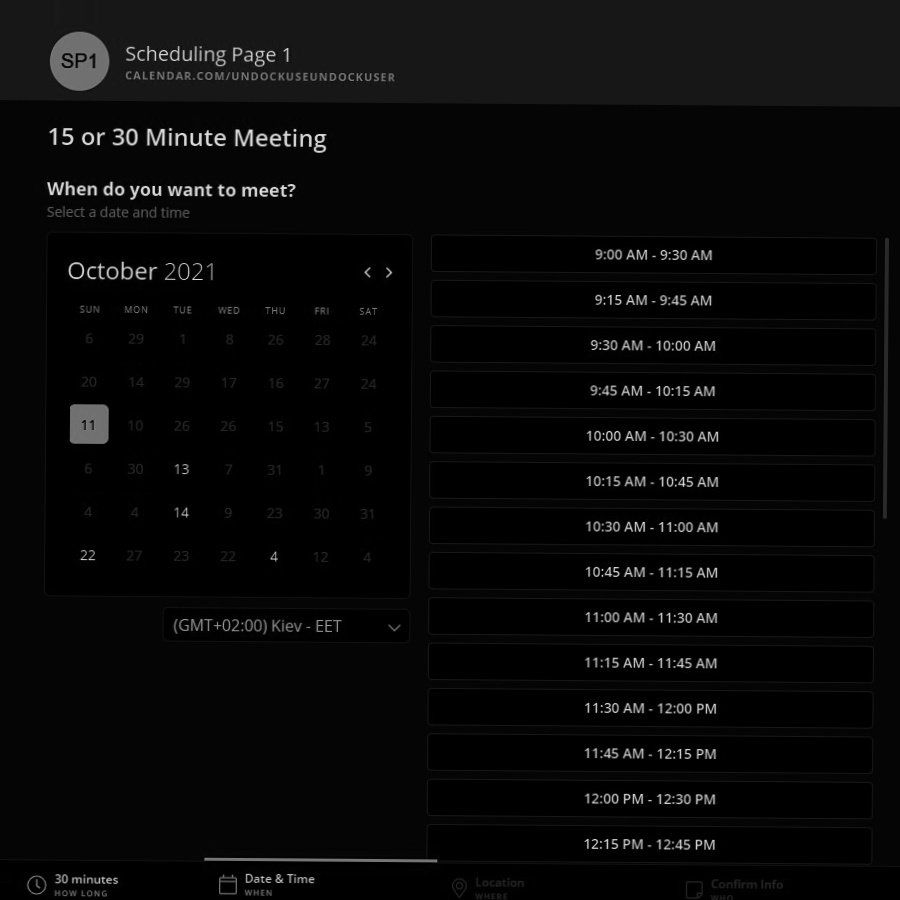 SP1
Scheduling Page 1
CALENDAR.COM/UNDOCKUSEUNDOCKUSER
15 or 30 Minute Meeting
When do you want to meet?
Select a date and time
October 2021
SUN MON TUE WED THU FRI SAT
6 29 1 8 26 28 24
20 14 29 17 16 27 24
11 10 26 26 15 13 5
6 30 13 7 31 1 9
4 4 14 9 23 30 31
22 27 23 22 4 12 4
(GMT+02:00) Kiev - EET
9:00 AM - 9:30 AM
9:15 AM - 9:45 AM
9:30 AM - 10:00 AM
9:45 AM - 10:15 AM
10:00 AM - 10:30 AM
10:15 AM - 10:45 AM
10:30 AM - 11:00 AM
10:45 AM - 11:15 AM
11:00 AM - 11:30 AM
11:15 AM - 11:45 AM
11:30 AM - 12:00 PM
11:45 AM - 12:15 PM
12:00 PM - 12:30 PM
12:15 PM - 12:45 PM
30 minutes
HOW LONG
Date & Time
WHEN
Location
WHERE
Confirm Info
WHO